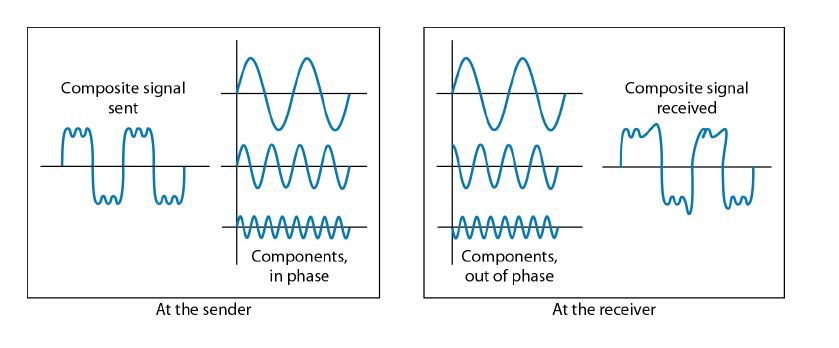 Composite signal
sent
Components,
in phase
At the sender
Composite signal
received
Components,
out of phase
At the receiver